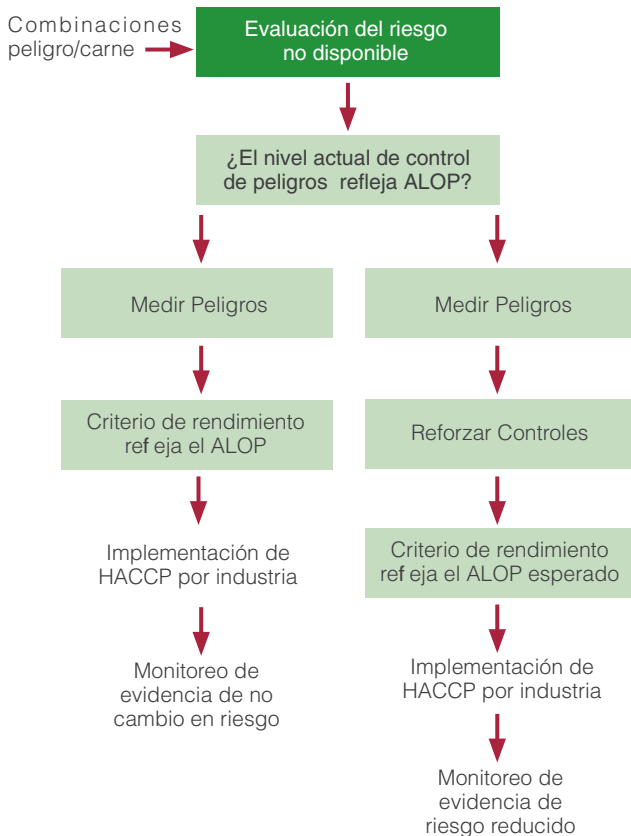 Combinaciones
peligro/carne
Evaluación del riesgo
no disponible
¿El nivel actual de control
de peligros refleja ALOP?
Medir Peligros
Medir Peligros
Criterio de rendimiento
ref eja el ALOP
Reforzar Controles
Implementación de
HACCP por industria
Criterio de rendimiento
ref eja el ALOP esperado
Monitoreo de
evidencia de no
cambio en riesgo
Implementación de
HACCP por industria
Monitoreo de
evidencia de
riesgo reducido